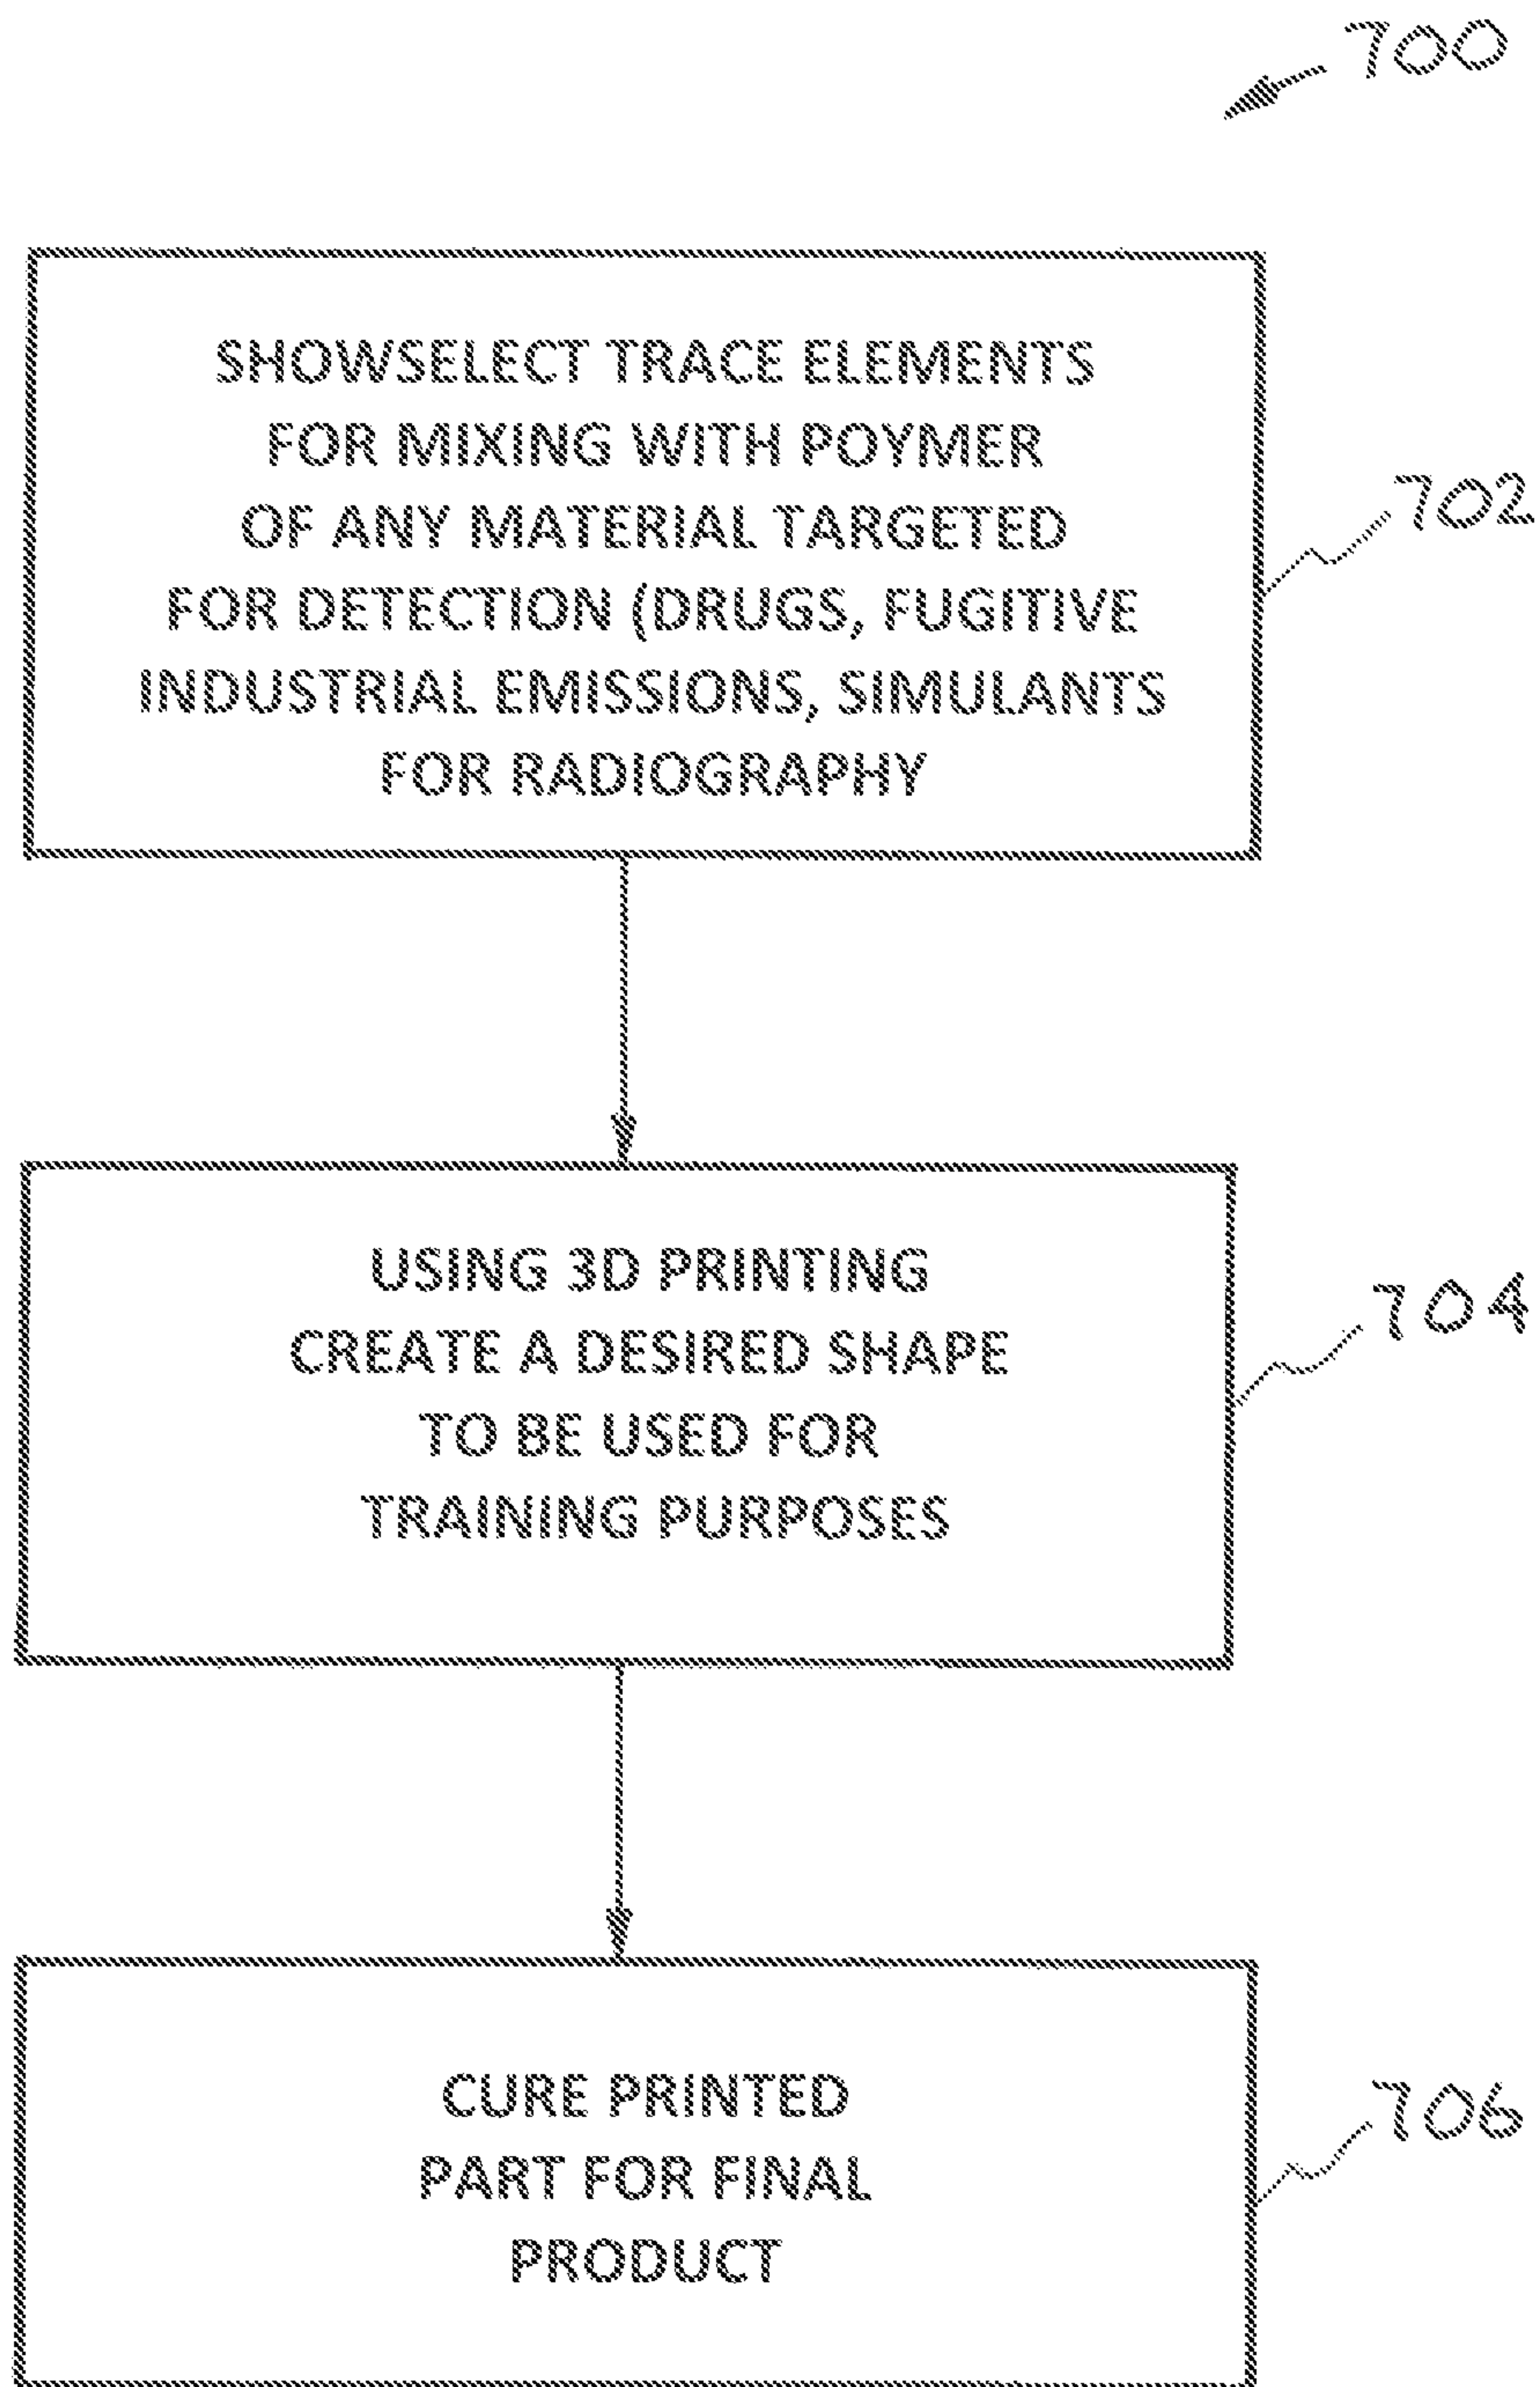 700
SHOWSELECT TRACE ELEMENTS
FOR MIXING WITH POYMER
OF ANY MATERIAL TARGETED
FOR DETECTION (DRUGS, FUGITIVE
INDUSTRIAL EMISSIONS, SIMULANTS
FOR RADIOGRAPHY
702
USING 3D PRINTING
CREATE A DESIRED SHAPE
TO BE USED FOR
TRAINING PURPOSES
704
CURE PRINTED
PART FOR FINAL
PRODUCT
706